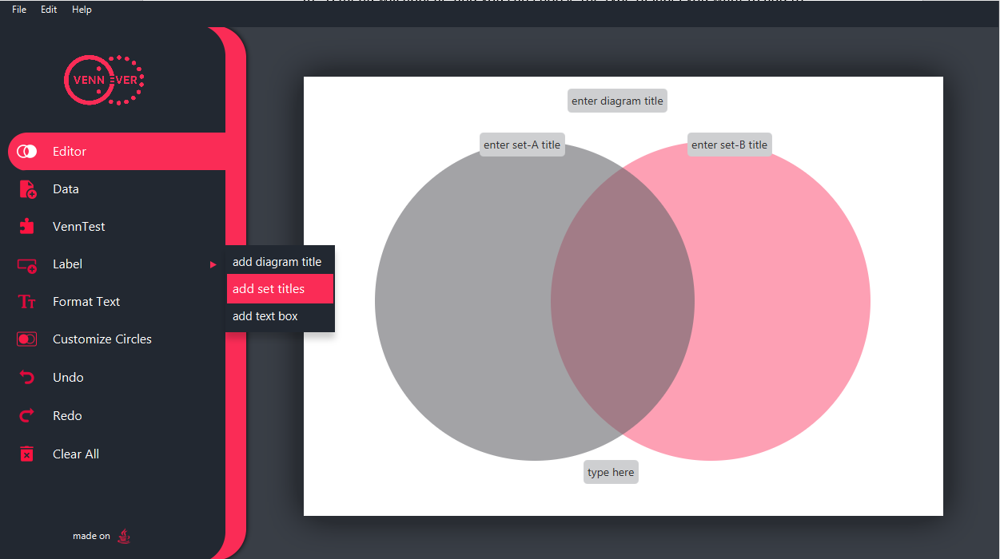 File Edit Help
VENN EVER
Editor
Data
VennTest
Label
Format Text
Customize Circles
Undo
Redo
Clear All
made on
add diagram title
add set titles
add text box
enter diagram title
enter set-A title
enter set-B title
type here